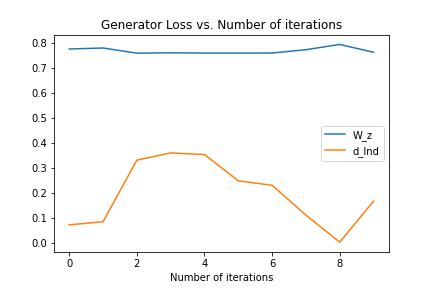 Generator Loss vs. Number of iterations
0.8
0.7
0.6
0.5
0.4
0.3
0.2
0.1
0.0
W_z
d_Ind
0 2 4 6 8
Number of iterations